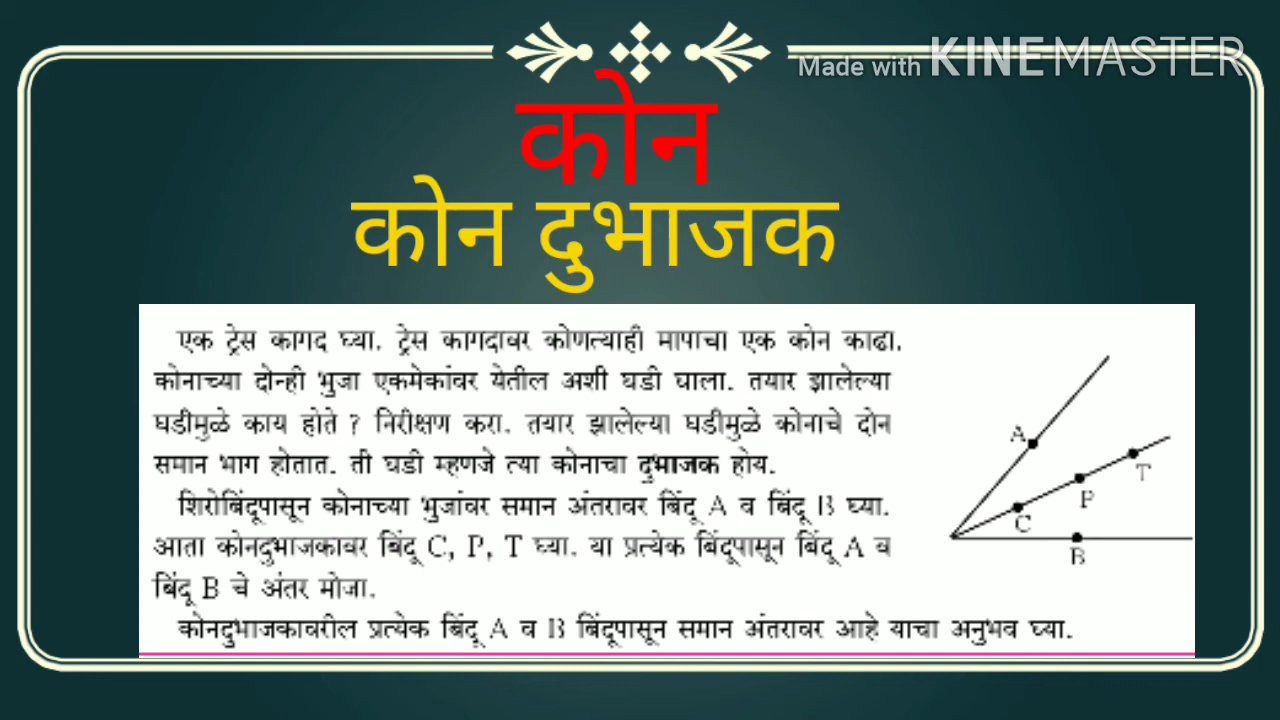 Made with KINEMASTER
कोन
कोन दुभाजक
एक ट्रेस कागद घ्या. ट्रेस कागदावर कोणत्याही मापाचा एक कोन काढा.
कोनाच्या दोन्ही भुजा एकमेकांवर येतील अशी घडी घाला. तयार झालेल्या
घडीमुळे काय होते ? निरीक्षण करा. तयार झालेल्या घडीमुळे कोनाचे दोन
समान भाग होतात. ती घडी म्हणजे त्या कोनाचा दुभाजक होय.
शिरोबिंदूपासून कोनाच्या भुजांवर समान अंतरावर बिंदू A व बिंदू B घ्या.
आता कोनदुभाजकावर बिंदू C, P, T घ्या. या प्रत्येक बिंदूपासून बिंदू A व
बिंदू B चे अंतर मोजा.
कोनदुभाजकावरील प्रत्येक बिंदू A व B बिंदूपासून समान अंतरावर आहे याचा अनुभव घ्या.
A
T
P
C
B